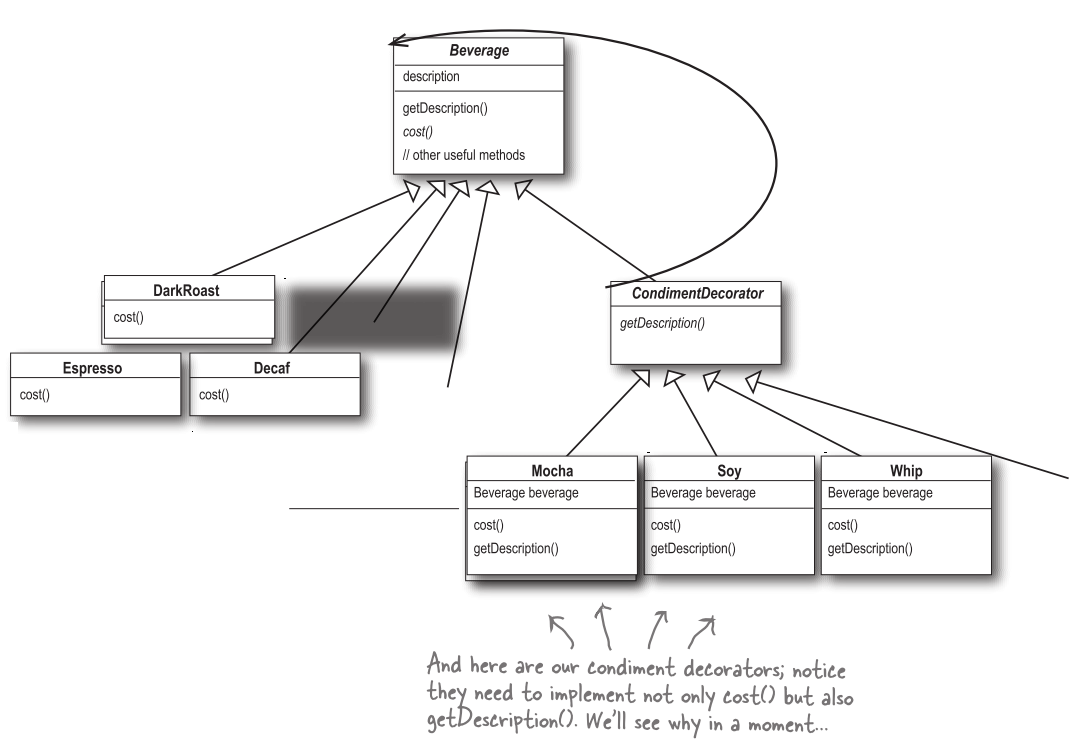 Beverage
description
getDescription()
cost()
// other useful methods
DarkRoast
cost()
CondimentDecorator
getDescription()
Espresso
cost()
Decaf
cost()
Mocha
Beverage beverage
cost()
getDescription()
Soy
Beverage beverage
cost()
getDescription()
Whip
Beverage beverage
cost()
getDescription()
And here are our condiment decorators; notice
they need to implement not only cost() but also
getDescription(). We'll see why in a moment...